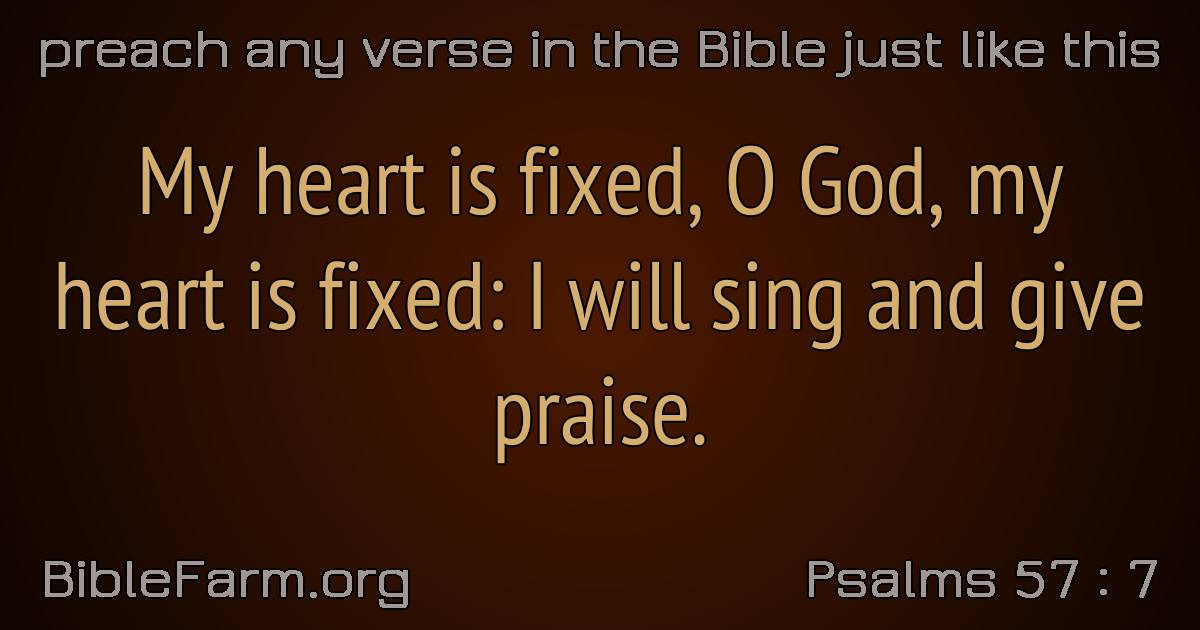 preach any verse in the Bible just like this
My heart is fixed, O God, my
heart is fixed: I will sing and give
praise.
BibleFarm.org
Psalms 57 : 7